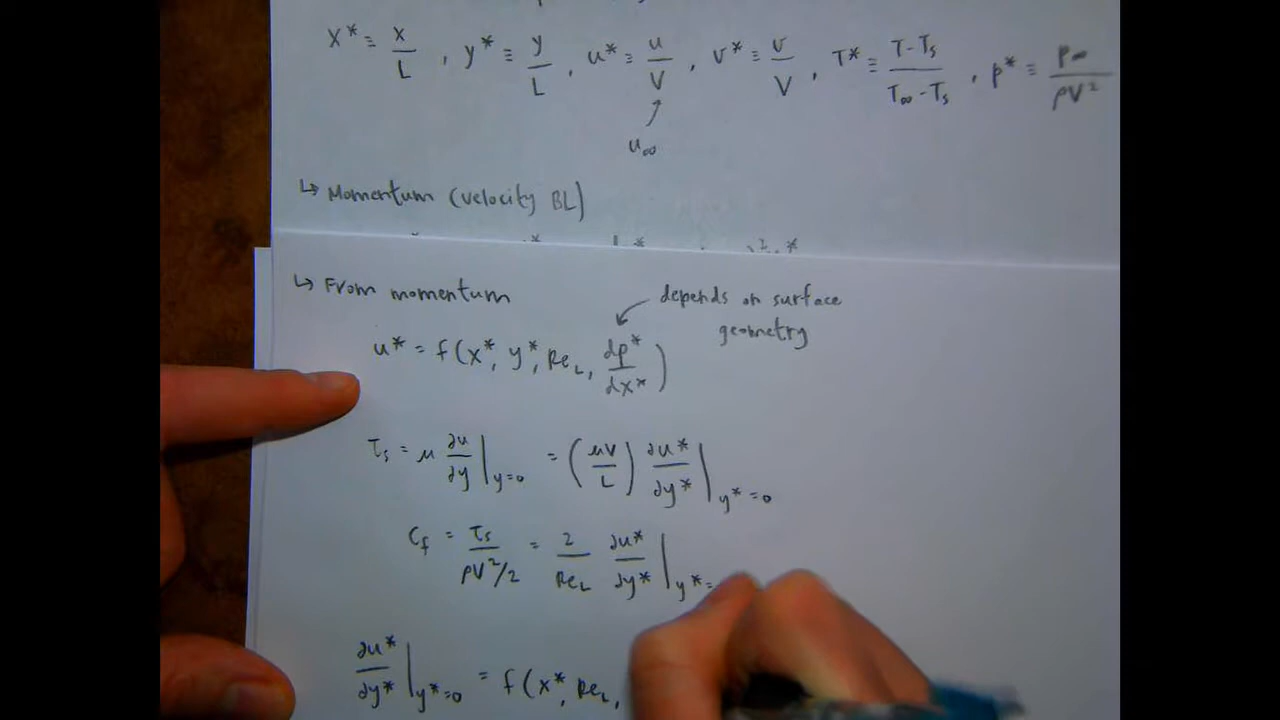 x* ≡ x/L , y* ≡ y/L , u* ≡ u/V , v* ≡ v/V , T* ≡ (T-Ts)/(T∞-Ts) , p* ≡ p∞/ρV²
u∞
↳ Momentum (velocity BL)
↳ From momentum
depends on surface
geometry
u* = f(x*, y*, ReL, dp*/dx*)
τs = μ ∂u/∂y |y=0 = (μV/L) ∂u*/∂y* |y*=0
Cf = τs/(ρV²/2) = 2/ReL ∂u*/∂y* |y*=
∂u*/∂y* |y*=0 = f(x*, ReL,